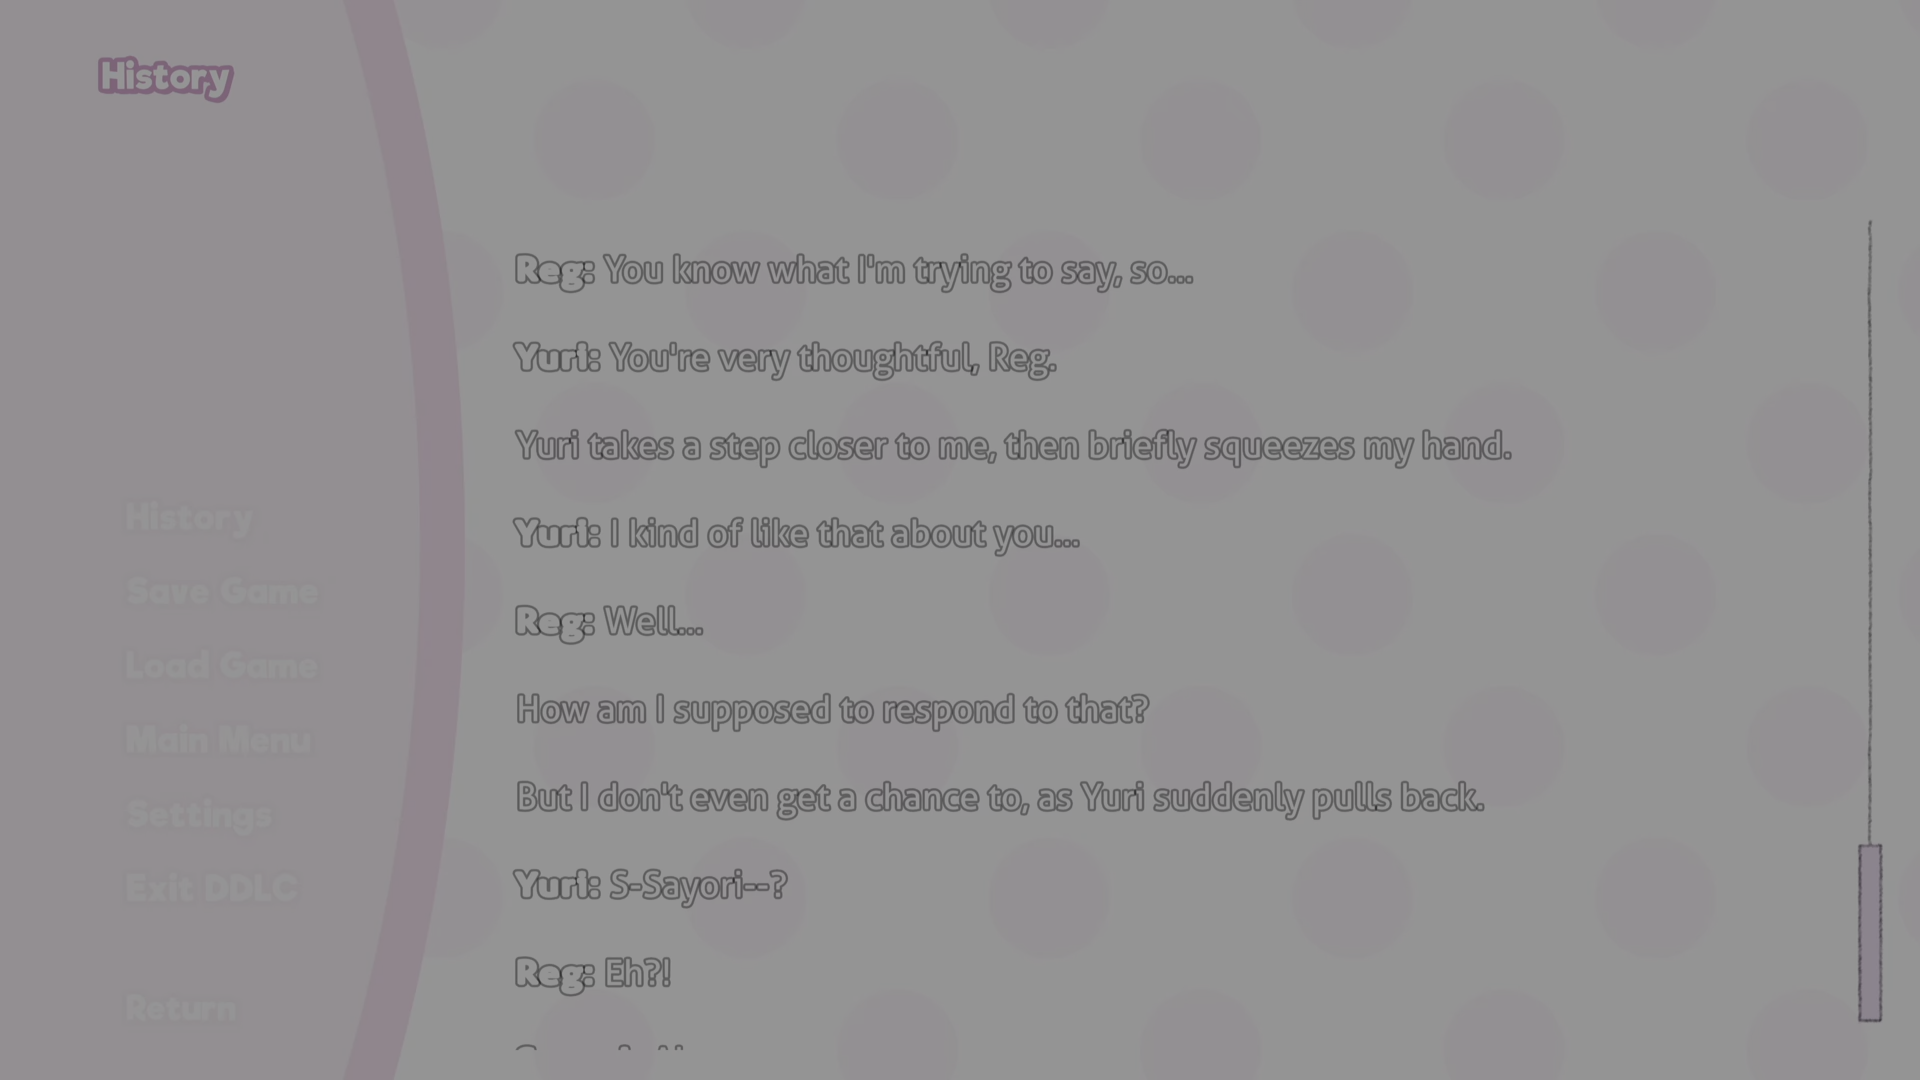 History
Reg: You know what I'm trying to say, so...
Yuri: You're very thoughtful, Reg.
Yuri takes a step closer to me, then briefly squeezes my hand.
Yuri: I kind of like that about you...
Reg: Well...
How am I supposed to respond to that?
But I don't even get a chance to, as Yuri suddenly pulls back.
Yuri: S-Sayori--?
Reg: Eh?!
History
Save Game
Load Game
Main Menu
Settings
Exit DDLC
Return